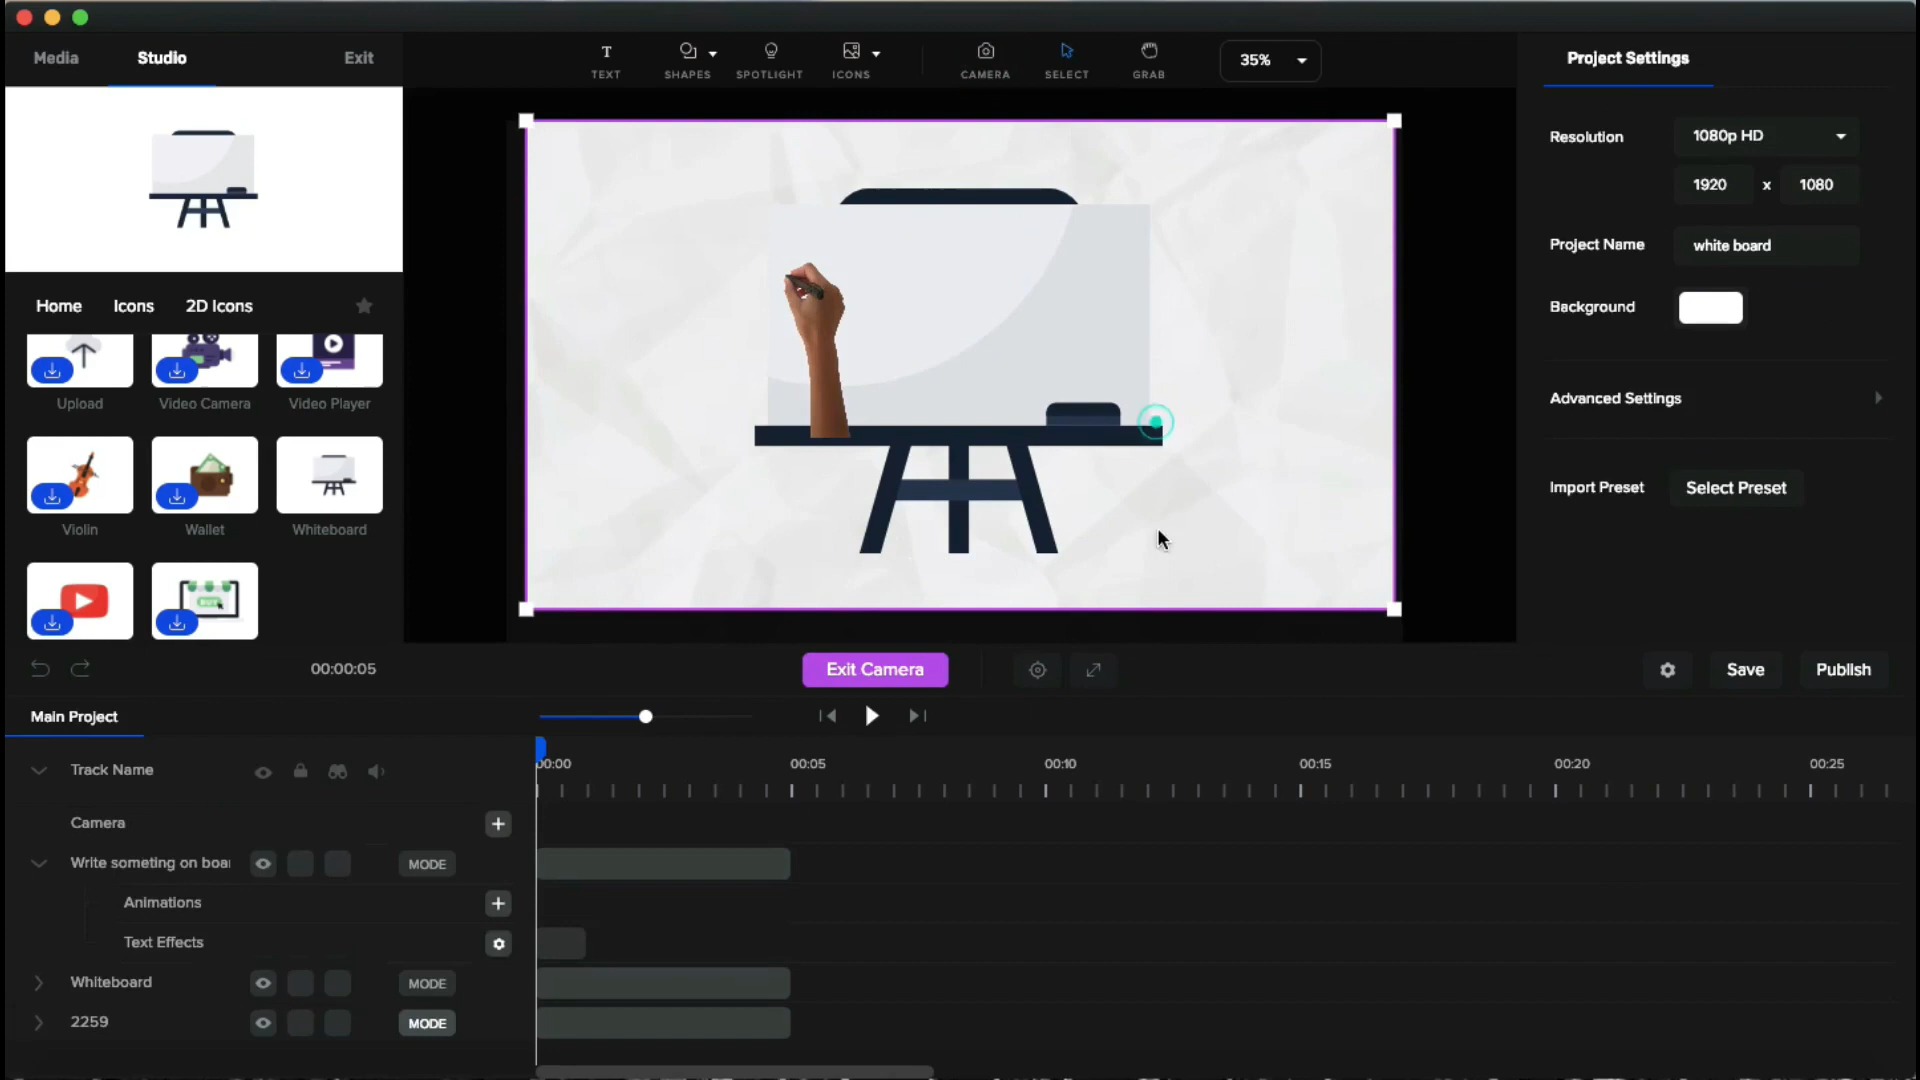 Media Studio Exit
TEXT SHAPES SPOTLIGHT ICONS CAMERA SELECT GRAB 35%
Project Settings
Resolution 1080p HD
1920 x 1080
Project Name white board
Background
Advanced Settings
Import Preset Select Preset
Home Icons 2D Icons
Upload Video Camera Video Player
Violin Wallet Whiteboard
BUY
00:00:05
Exit Camera
Save Publish
Main Project
Track Name
00:00 00:05 00:10 00:15 00:20 00:25
Camera
Write someting on boa MODE
Animations
Text Effects
Whiteboard MODE
2259 MODE